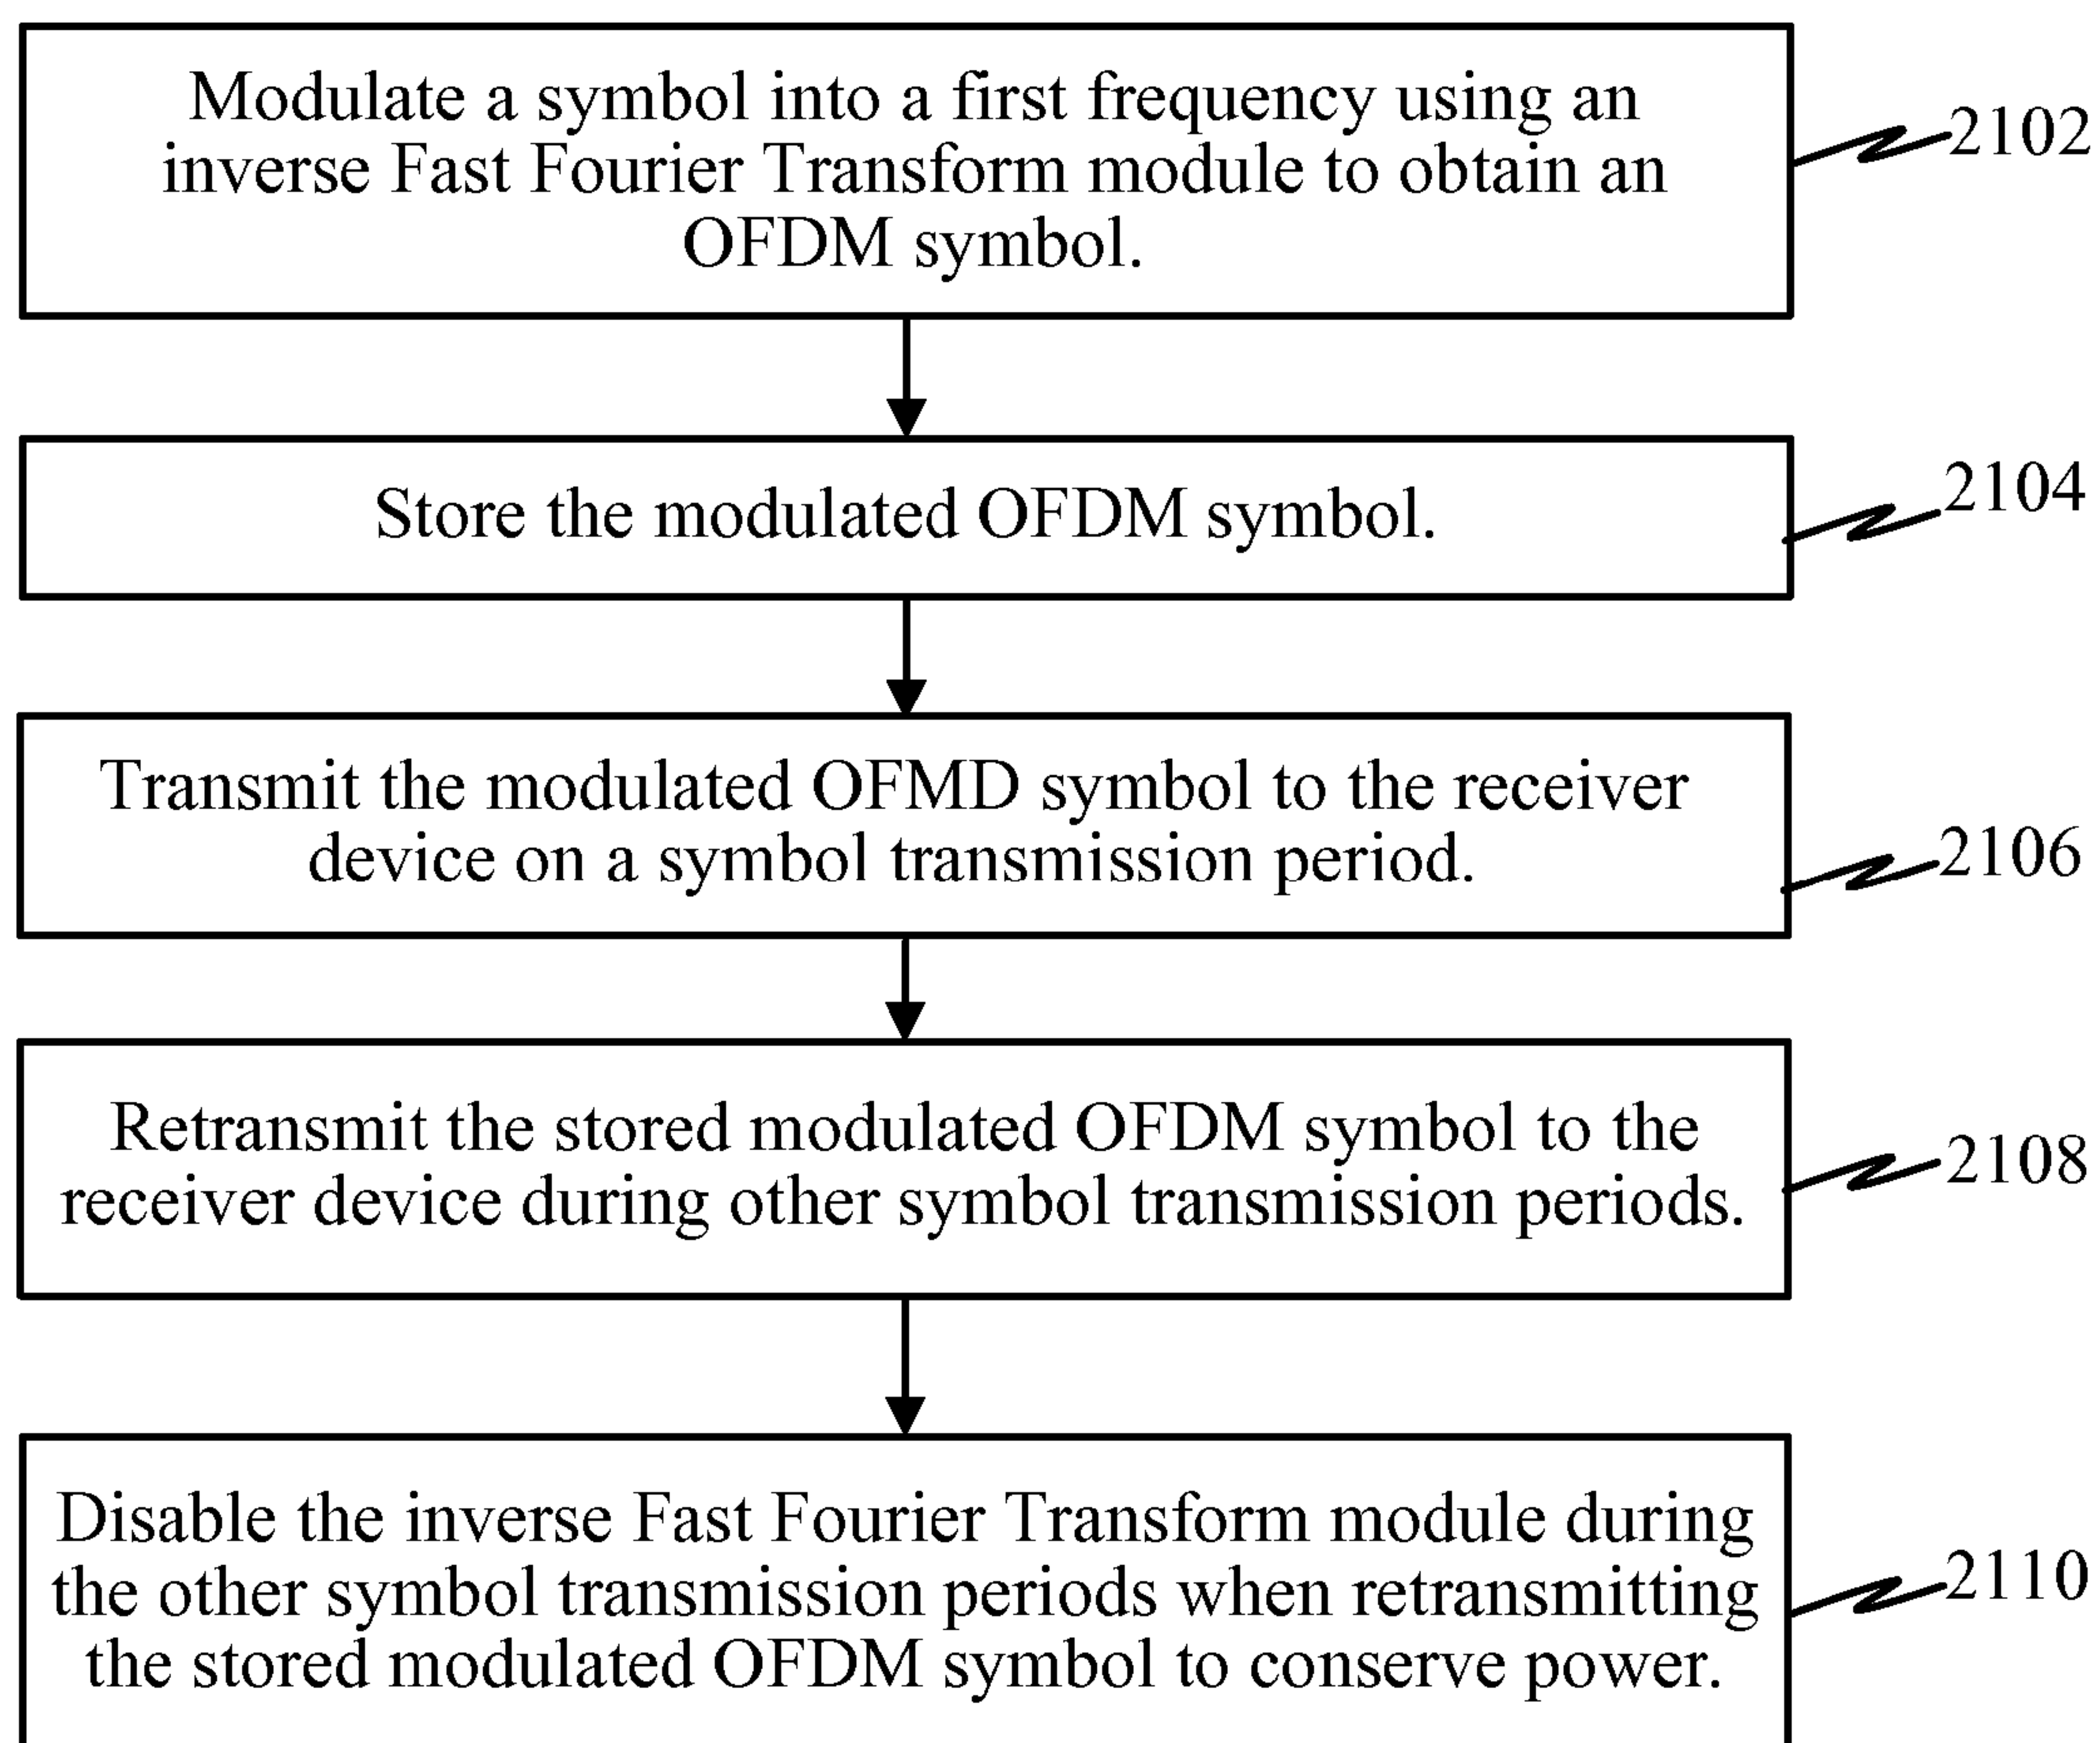 Modulate a symbol into a first frequency using an
inverse Fast Fourier Transform module to obtain an
OFDM symbol.
2102
Store the modulated OFDM symbol.
2104
Transmit the modulated OFMD symbol to the receiver
device on a symbol transmission period.
2106
Retransmit the stored modulated OFDM symbol to the
receiver device during other symbol transmission periods.
2108
Disable the inverse Fast Fourier Transform module during
the other symbol transmission periods when retransmitting
the stored modulated OFDM symbol to conserve power.
2110